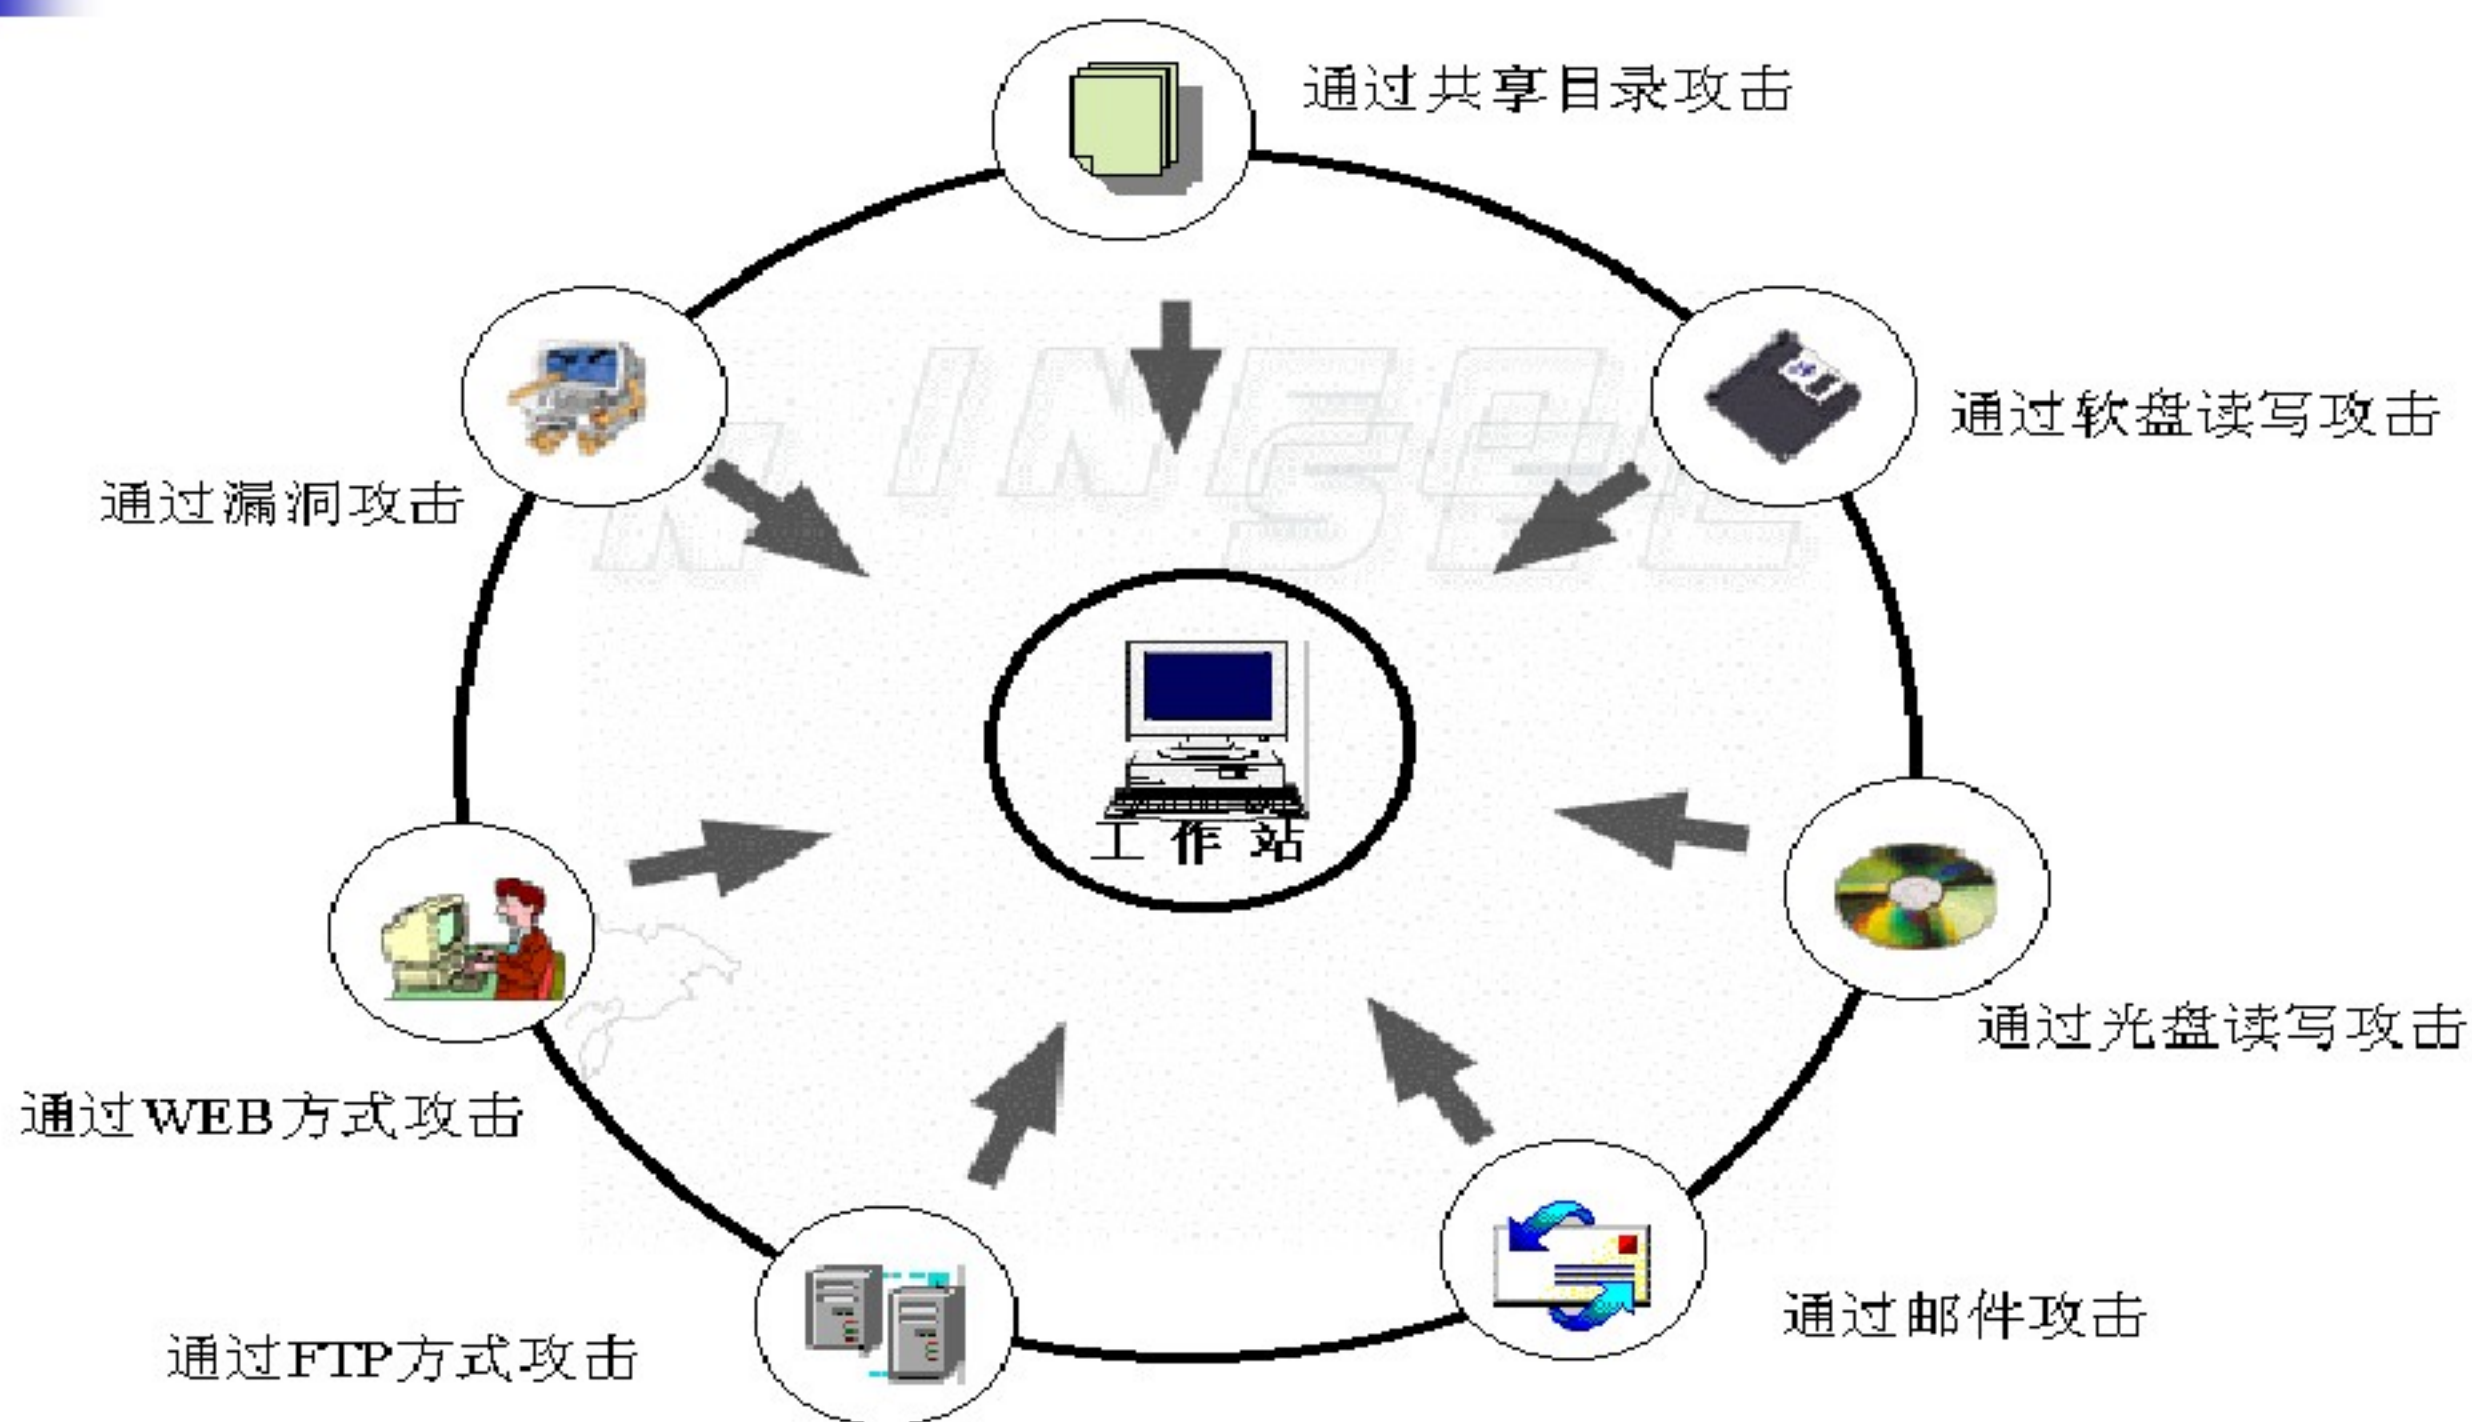 通过共享目录攻击
通过软盘读写攻击
通过漏洞攻击
工作站
通过光盘读写攻击
通过WEB方式攻击
通过邮件攻击
通过FTP方式攻击